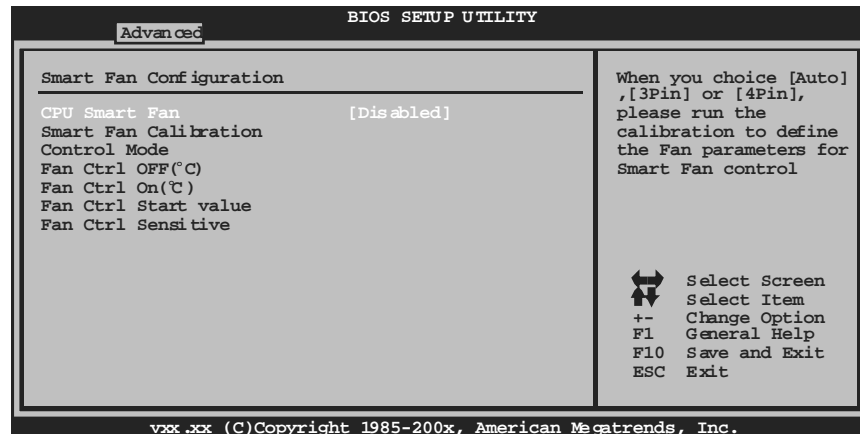 BIOS SETUP UTILITY
Advanced
Smart Fan Configuration
CPU Smart Fan [Disabled]
Smart Fan Calibration
Control Mode
Fan Ctrl OFF(°C)
Fan Ctrl On(°C)
Fan Ctrl Start value
Fan Ctrl Sensitive
When you choice [Auto]
,[3Pin] or [4Pin],
please run the
calibration to define
the Fan parameters for
Smart Fan control
Select Screen
Select Item
+- Change Option
F1 General Help
F10 Save and Exit
ESC Exit
vxx.xx (C)Copyright 1985-200x, American Megatrends, Inc.